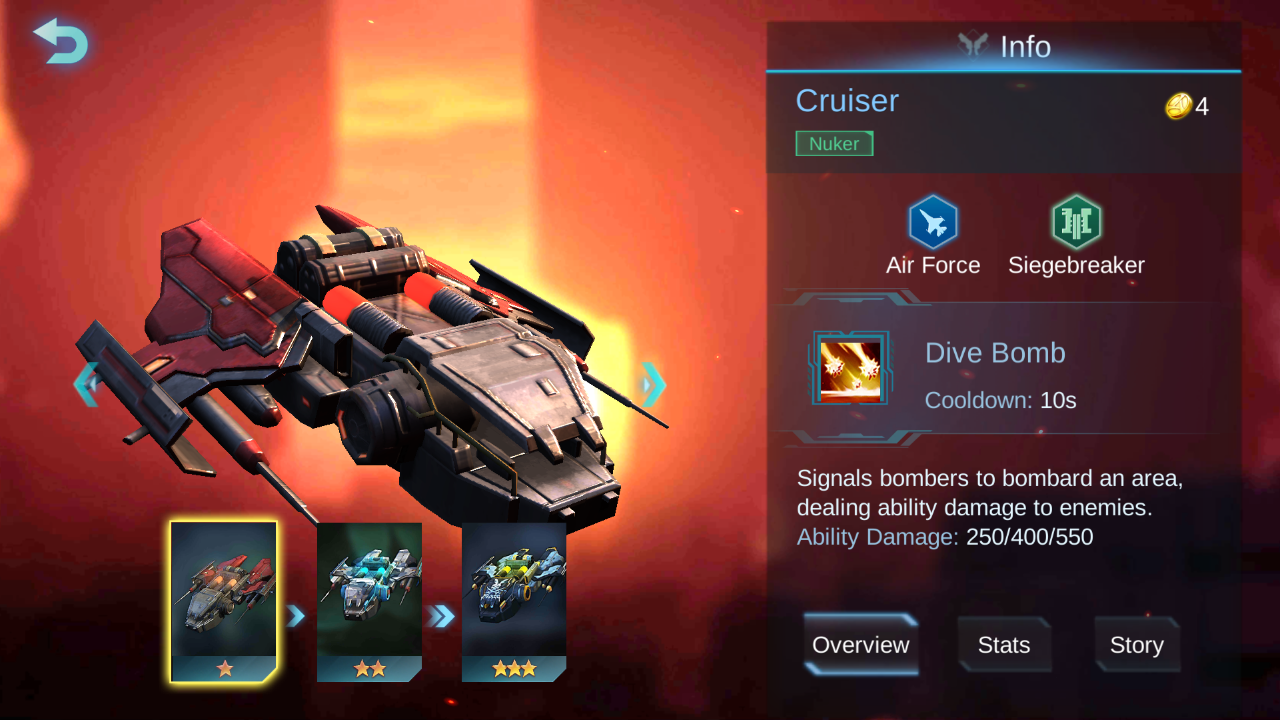 Info
Cruiser
4
Nuker
Air Force
Siegebreaker
Dive Bomb
Cooldown: 10s
Signals bombers to bombard an area,
dealing ability damage to enemies.
Ability Damage: 250/400/550
Overview
Stats
Story